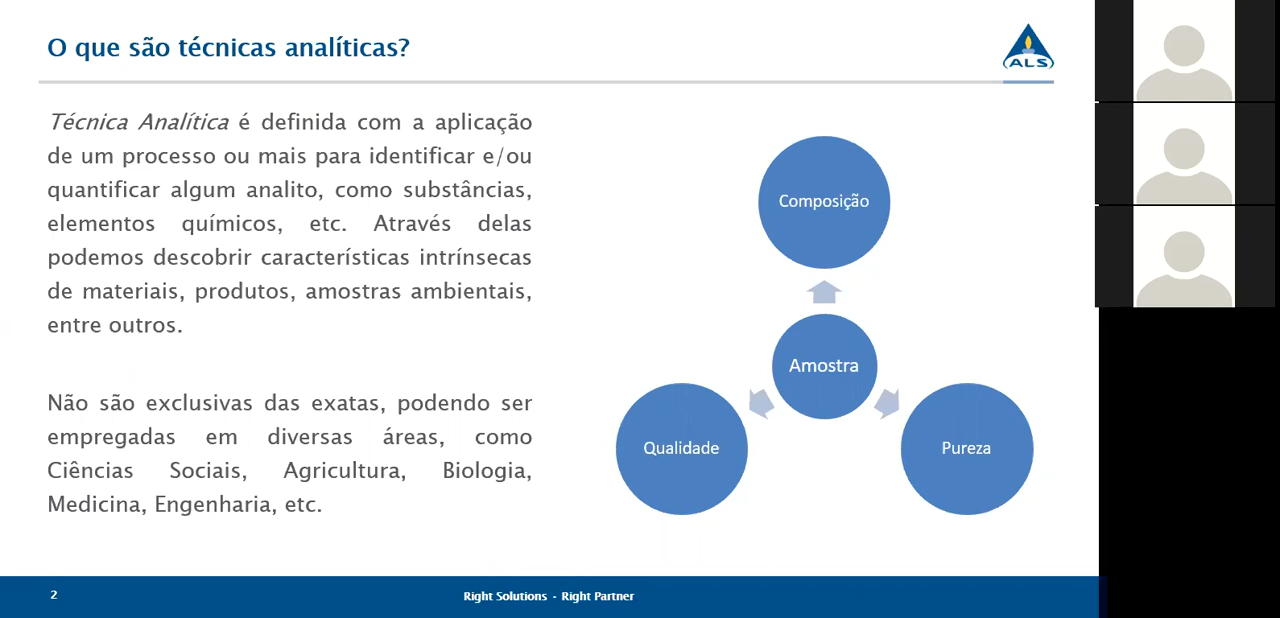 O que são técnicas analíticas?
ALS
Técnica Analítica é definida com a aplicação
de um processo ou mais para identificar e/ou
quantificar algum analito, como substâncias,
elementos químicos, etc. Através delas
podemos descobrir características intrínsecas
de materiais, produtos, amostras ambientais,
entre outros.
Não são exclusivas das exatas, podendo ser
empregadas em diversas áreas, como
Ciências Sociais, Agricultura, Biologia,
Medicina, Engenharia, etc.
Composição
Amostra
Qualidade
Pureza
2
Right Solutions - Right Partner